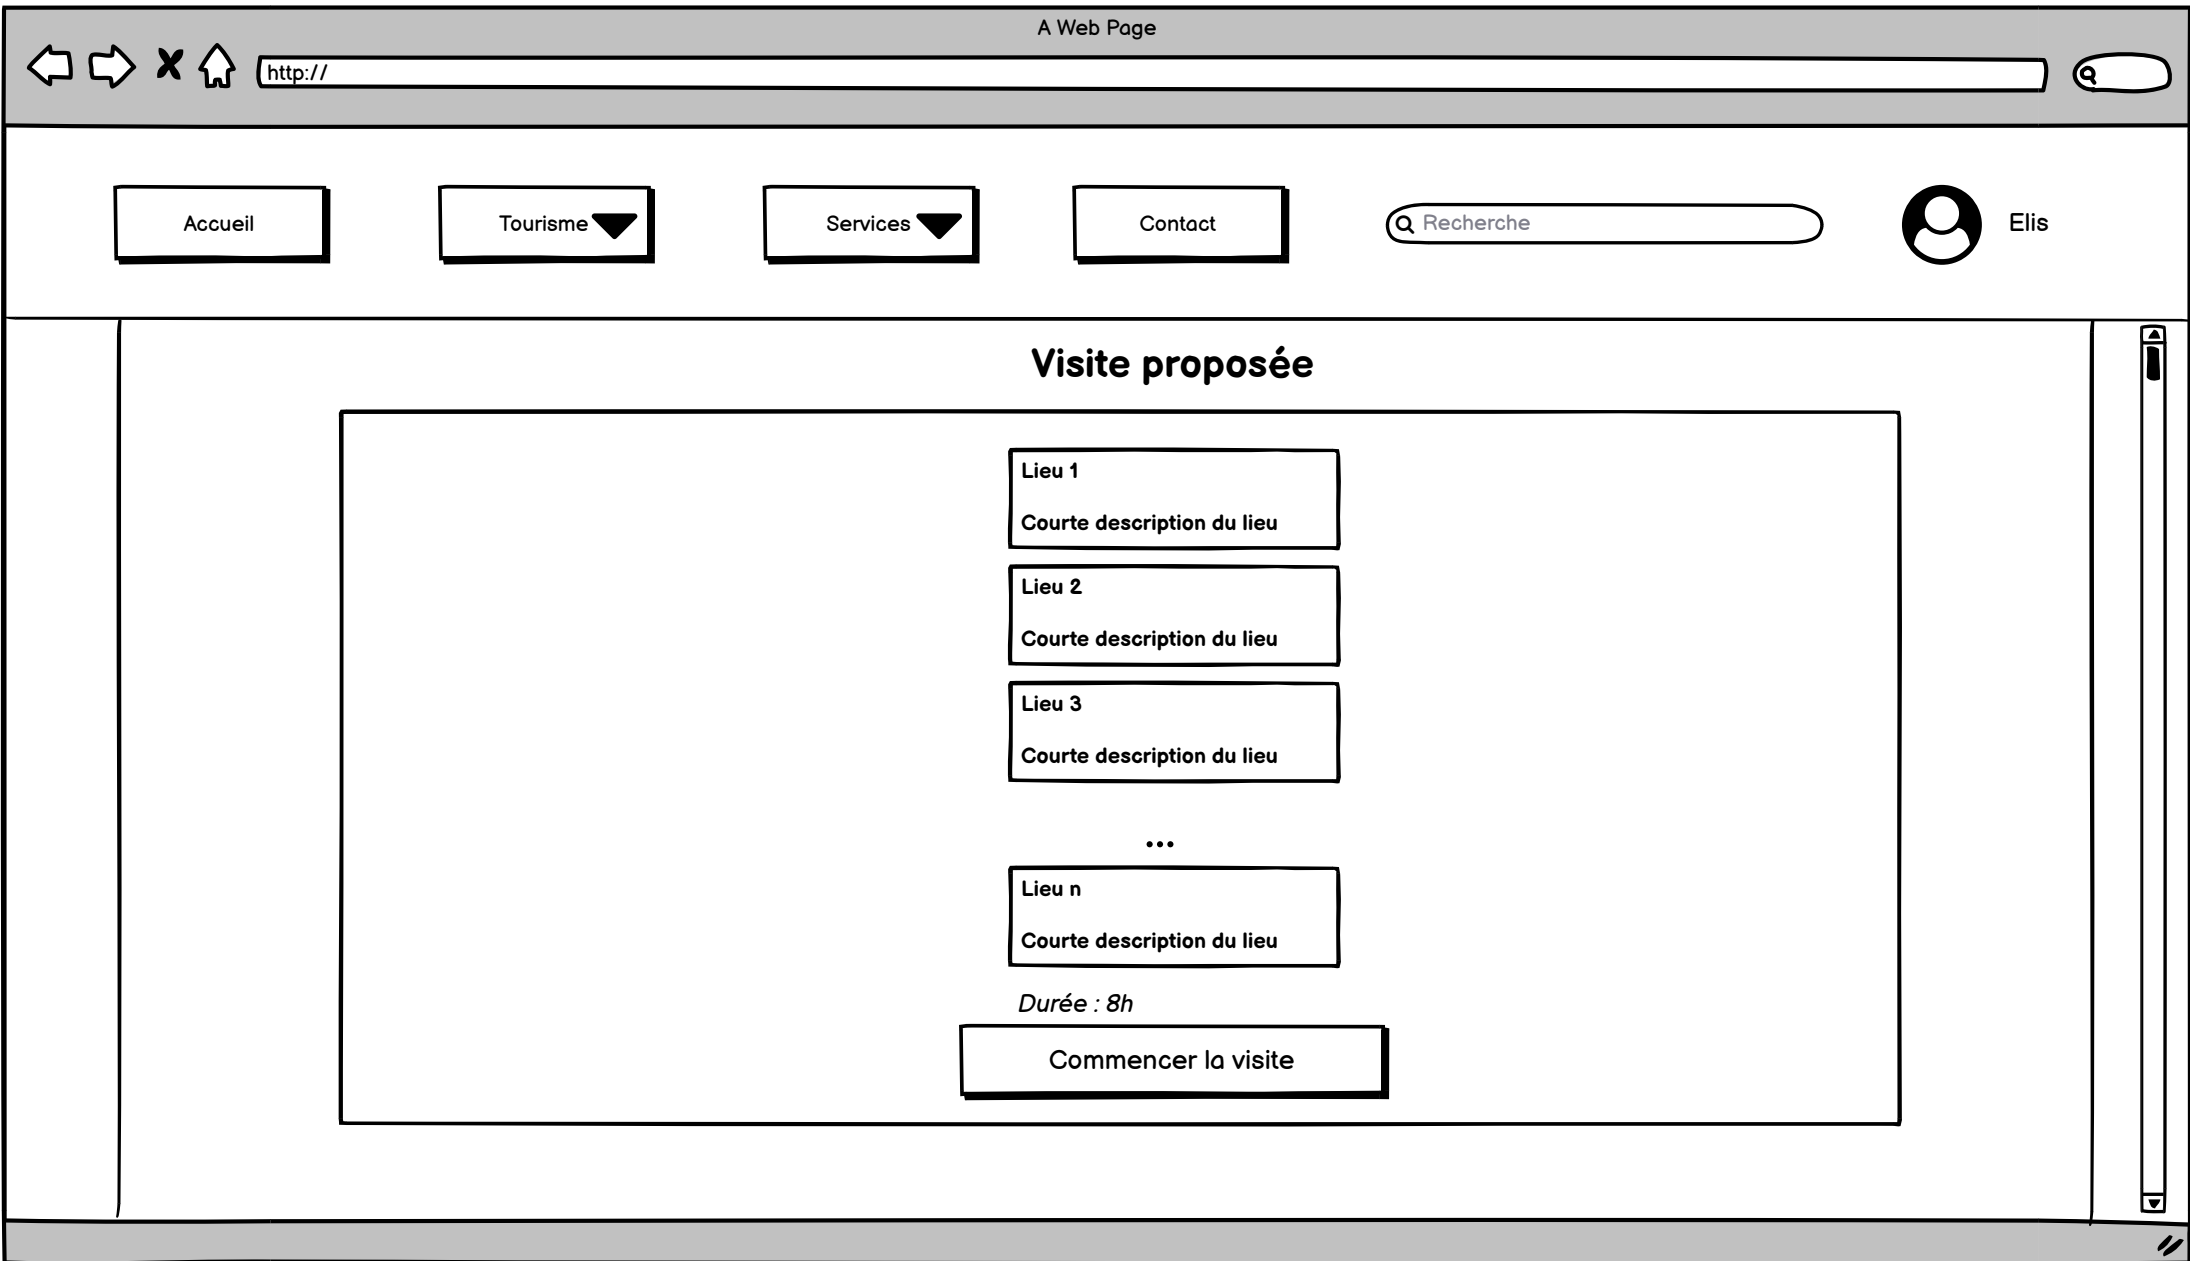 A Web Page
http://
Accueil
Tourisme
Services
Contact
Recherche
Elis
Visite proposée
Lieu 1
Courte description du lieu
Lieu 2
Courte description du lieu
Lieu 3
Courte description du lieu
...
Lieu n
Courte description du lieu
Durée : 8h
Commencer la visite